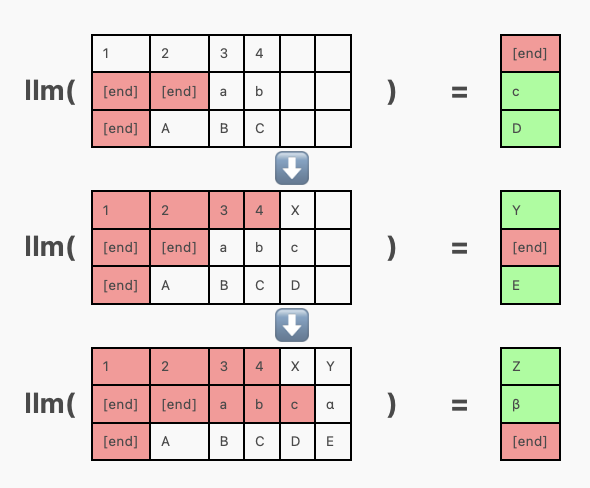 1 2 3 4 [end]
llm( [end] [end] a b ) = c
[end] A B C D
1 2 3 4 X Y
llm( [end] [end] a b c ) = [end]
[end] A B C D E
1 2 3 4 X Y Z
llm( [end] [end] a b c α ) = β
[end] A B C D E [end]